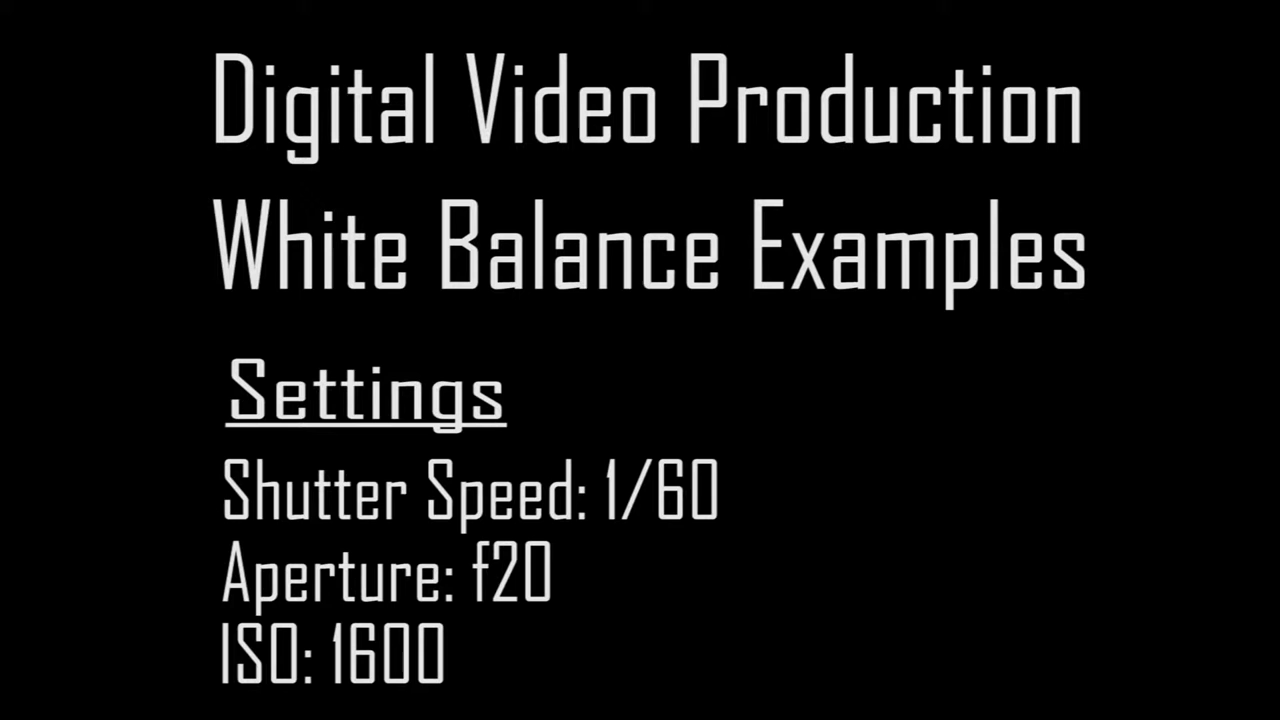 Digital Video Production
White Balance Examples
Settings
Shutter Speed: 1/60
Aperture: f20
ISO: 1600